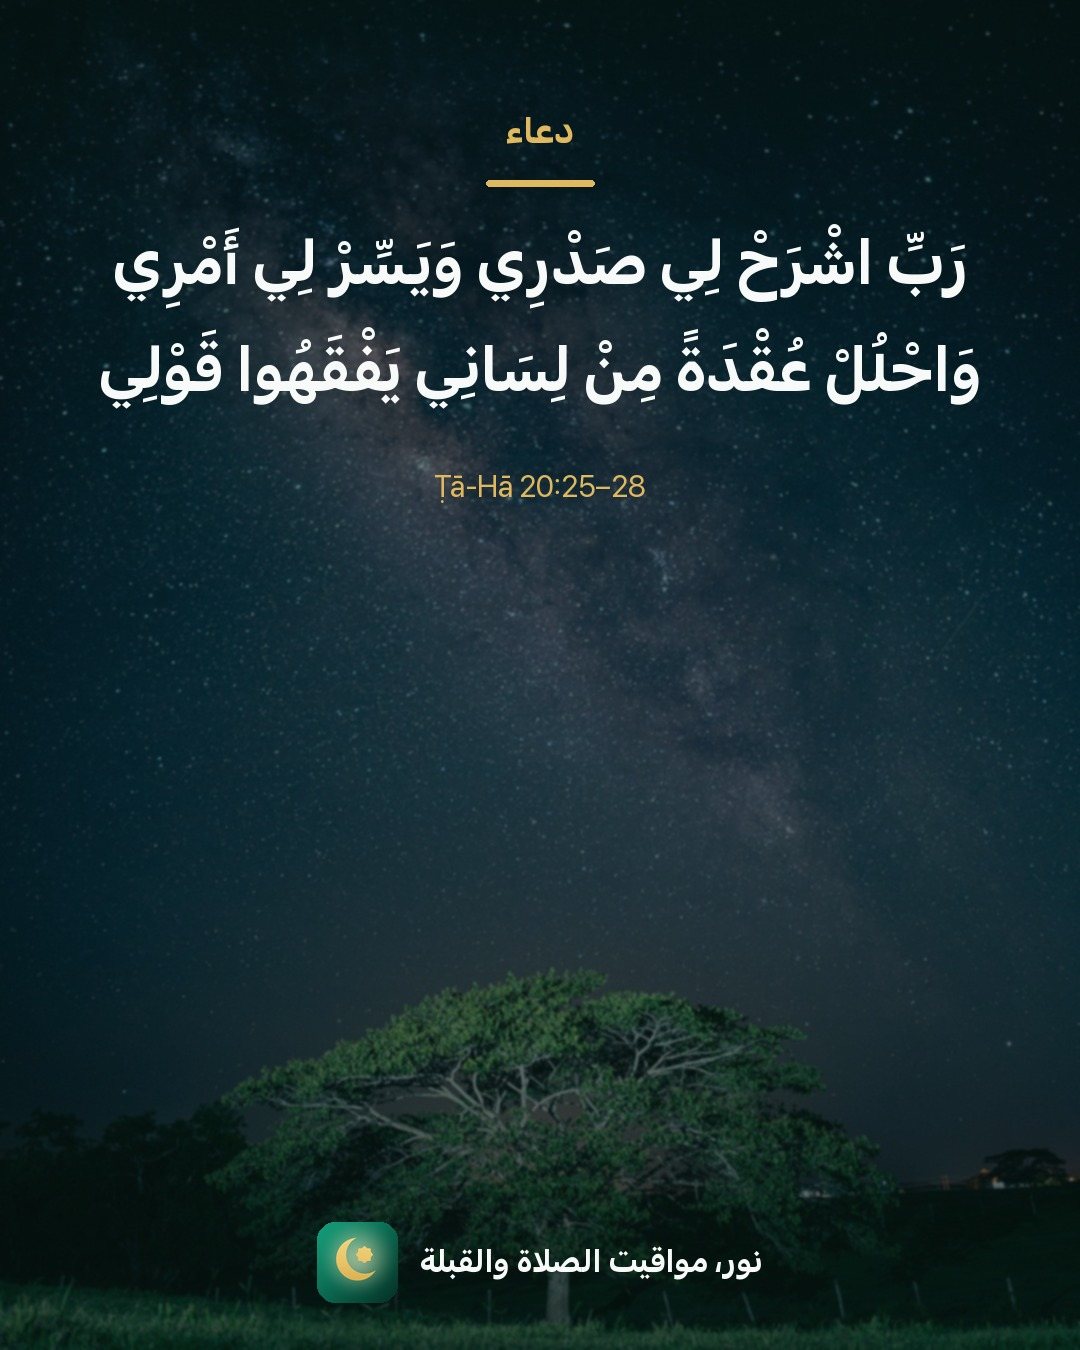 دعاء
رَبِّ اشْرَحْ لِي صَدْرِي وَيَسِّرْ لِي أَمْرِي
وَاحْلُلْ عُقْدَةً مِنْ لِسَانِي يَفْقَهُوا قَوْلِي
Ṭā-Hā 20:25–28
نور، مواقيت الصلاة والقبلة